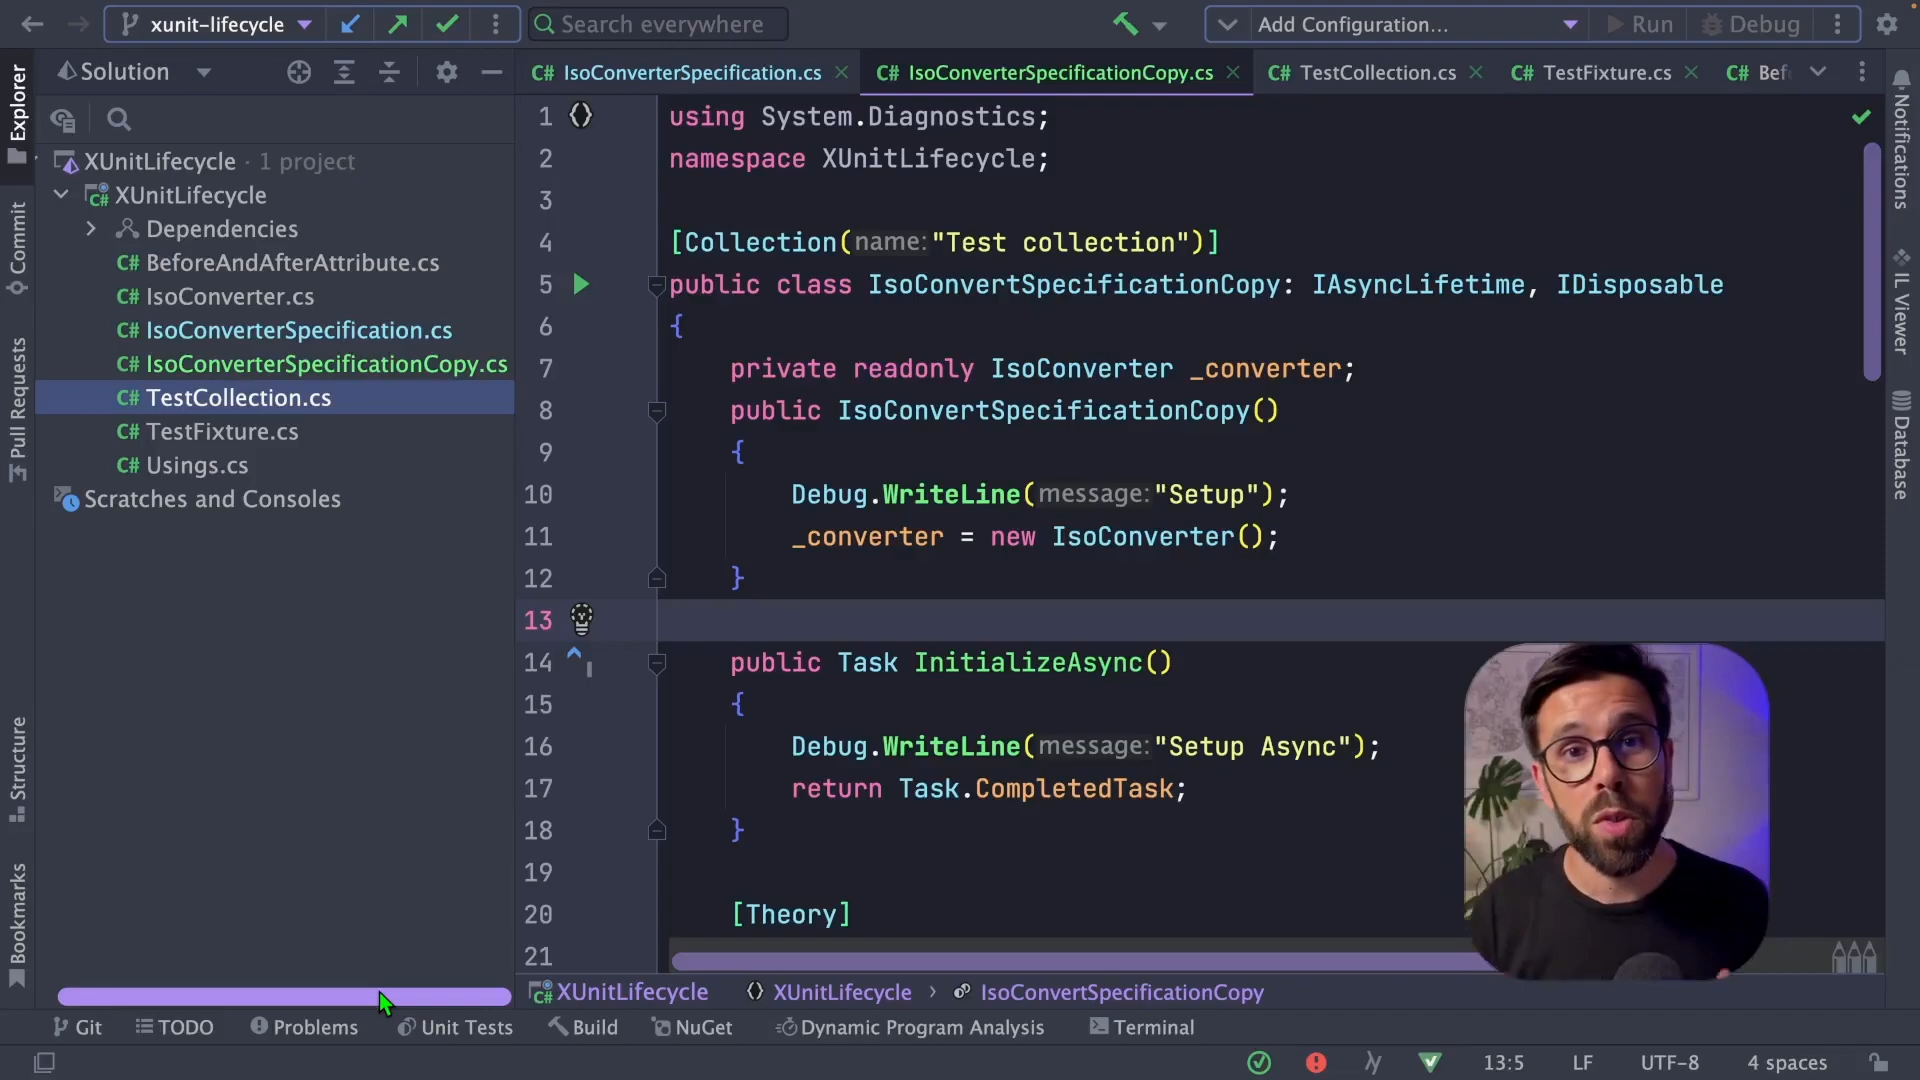 xunit-lifecycle
Search everywhere
Add Configuration...
Run
Debug
Explorer
Commit
Pull Requests
Structure
Bookmarks
Solution
XUnitLifecycle · 1 project
XUnitLifecycle
Dependencies
C# BeforeAndAfterAttribute.cs
C# IsoConverter.cs
C# IsoConverterSpecification.cs
C# IsoConverterSpecificationCopy.cs
C# TestCollection.cs
C# TestFixture.cs
C# Usings.cs
Scratches and Consoles
C# IsoConverterSpecification.cs
C# IsoConverterSpecificationCopy.cs
C# TestCollection.cs
C# TestFixture.cs
C# Bef
1 using System.Diagnostics;
2 namespace XUnitLifecycle;
3
4 [Collection(name:"Test collection")]
5 public class IsoConvertSpecificationCopy: IAsyncLifetime, IDisposable
6 {
7 private readonly IsoConverter _converter;
8 public IsoConvertSpecificationCopy()
9 {
10 Debug.WriteLine(message:"Setup");
11 _converter = new IsoConverter();
12 }
13
14 public Task InitializeAsync()
15 {
16 Debug.WriteLine(message:"Setup Async");
17 return Task.CompletedTask;
18 }
19
20 [Theory]
21
Notifications
IL Viewer
Database
C# XUnitLifecycle
XUnitLifecycle > IsoConvertSpecificationCopy
Git
TODO
Problems
Unit Tests
Build
NuGet
Dynamic Program Analysis
Terminal
13:5
LF
UTF-8
4 spaces